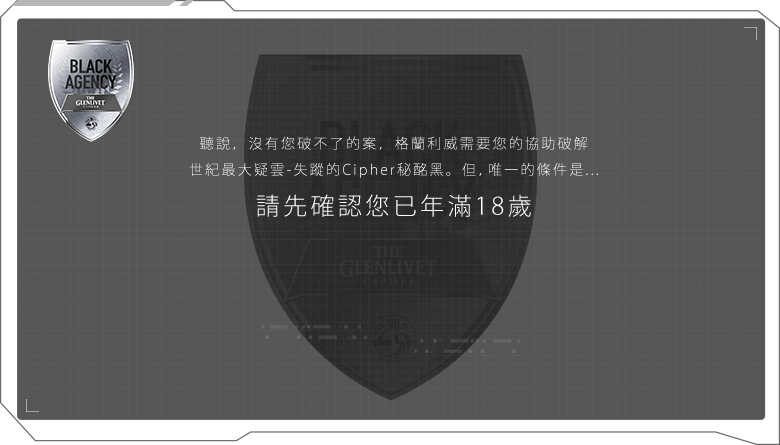 BLACK
AGENCY
THE
GLENLIVET
CIPHER
聽說, 沒有您破不了的案, 格蘭利威需要您的協助破解
世紀最大疑雲-失蹤的Cipher秘酩黑。但, 唯一的條件是...
請先確認您已年滿18歲
THE
GLENLIVET
CIPHER